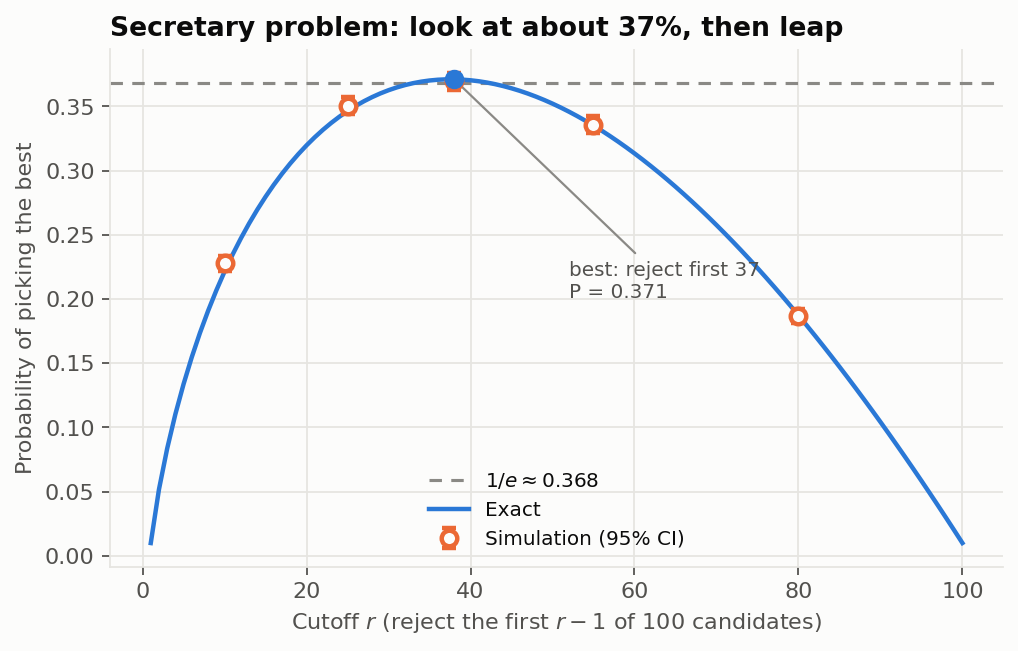 Secretary problem: look at about 37%, then leap
Probability of picking the best
0.35
0.30
0.25
0.20
0.15
0.10
0.05
0.00
best: reject first 37
P = 0.371
1/e ≈ 0.368
Exact
Simulation (95% CI)
0 20 40 60 80 100
Cutoff r (reject the first r − 1 of 100 candidates)